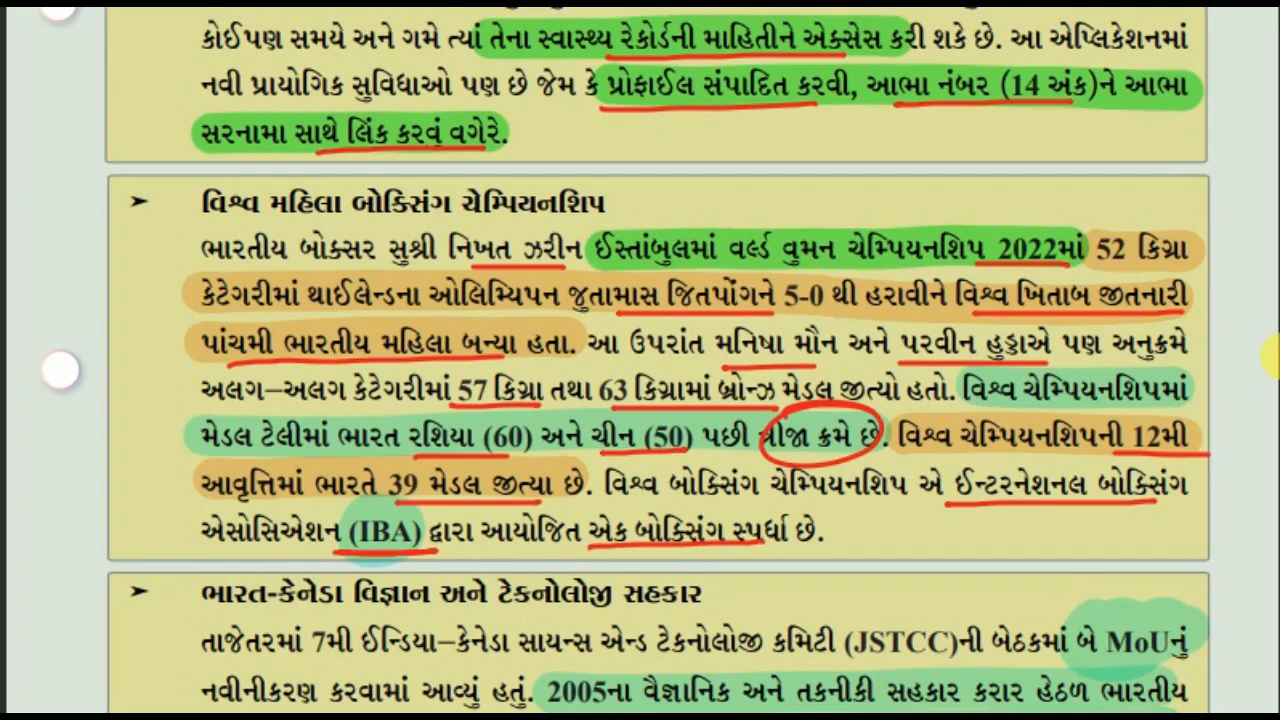 કોઈપણ સમયે અને ગમે ત્યાં તેના સ્વાસ્થ્ય રેકોર્ડની માહિતીને એક્સેસ કરી શકે છે. આ એપ્લિકેશનમાં
નવી પ્રાયોગિક સુવિધાઓ પણ છે જેમ કે પ્રોફાઈલ સંપાદિત કરવી, આભા નંબર (14 અંક)ને આભા
સરનામા સાથે લિંક કરવું વગેરે.
➤ વિશ્વ મહિલા બોક્સિંગ ચેમ્પિયનશિપ
ભારતીય બોક્સર સુશ્રી નિખત ઝરીન ઈસ્તાંબુલમાં વર્લ્ડ વુમન ચેમ્પિયનશિપ 2022માં 52 કિગ્રા
કેટેગરીમાં થાઈલેન્ડના ઓલિમ્પિયન જુતામાસ જિતપોંગને 5-0 થી હરાવીને વિશ્વ ખિતાબ જીતનારી
પાંચમી ભારતીય મહિલા બન્યા હતા. આ ઉપરાંત મનિષા મૌન અને પરવીન હુડ્ડાએ પણ અનુક્રમે
અલગ–અલગ કેટેગરીમાં 57 કિગ્રા તથા 63 કિગ્રામાં બ્રોન્ઝ મેડલ જીત્યો હતો. વિશ્વ ચેમ્પિયનશિપમાં
મેડલ ટેલીમાં ભારત રશિયા (60) અને ચીન (50) પછી ત્રીજા ક્રમે છે. વિશ્વ ચેમ્પિયનશિપની 12મી
આવૃત્તિમાં ભારતે 39 મેડલ જીત્યા છે. વિશ્વ બોક્સિંગ ચેમ્પિયનશિપ એ ઈન્ટરનેશનલ બોક્સિંગ
એસોસિએશન (IBA) દ્વારા આયોજિત એક બોક્સિંગ સ્પર્ધા છે.
➤ ભારત-કેનેડા વિજ્ઞાન અને ટેકનોલોજી સહકાર
તાજેતરમાં 7મી ઈન્ડિયા–કેનેડા સાયન્સ એન્ડ ટેકનોલોજી કમિટી (JSTCC)ની બેઠકમાં બે MoUનું
નવીનીકરણ કરવામાં આવ્યું હતું. 2005ના વૈજ્ઞાનિક અને તકનીકી સહકાર કરાર હેઠળ ભારતીય